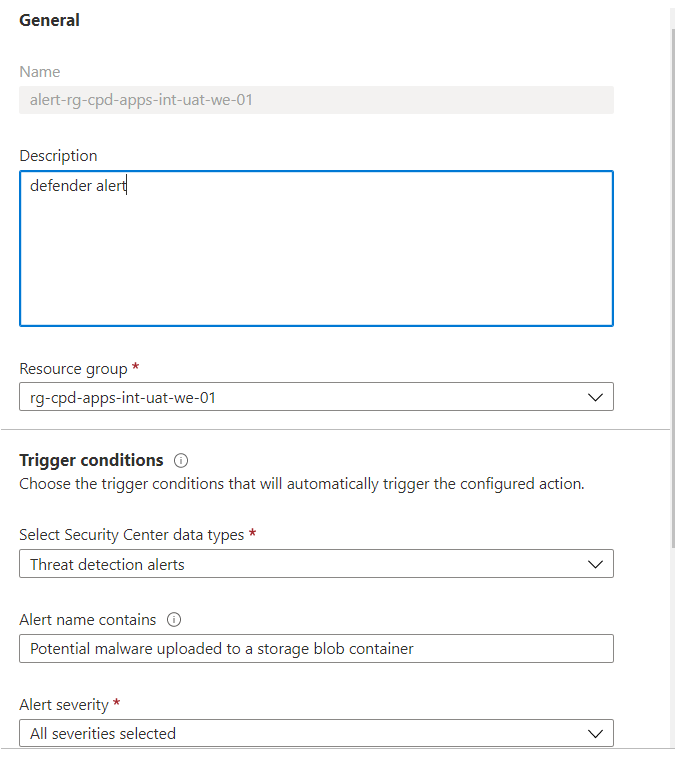 General
Name
alert-rg-cpd-apps-int-uat-we-01
Description
defender alert
Resource group *
rg-cpd-apps-int-uat-we-01
Trigger conditions
Choose the trigger conditions that will automatically trigger the configured action.
Select Security Center data types *
Threat detection alerts
Alert name contains
Potential malware uploaded to a storage blob container
Alert severity *
All severities selected